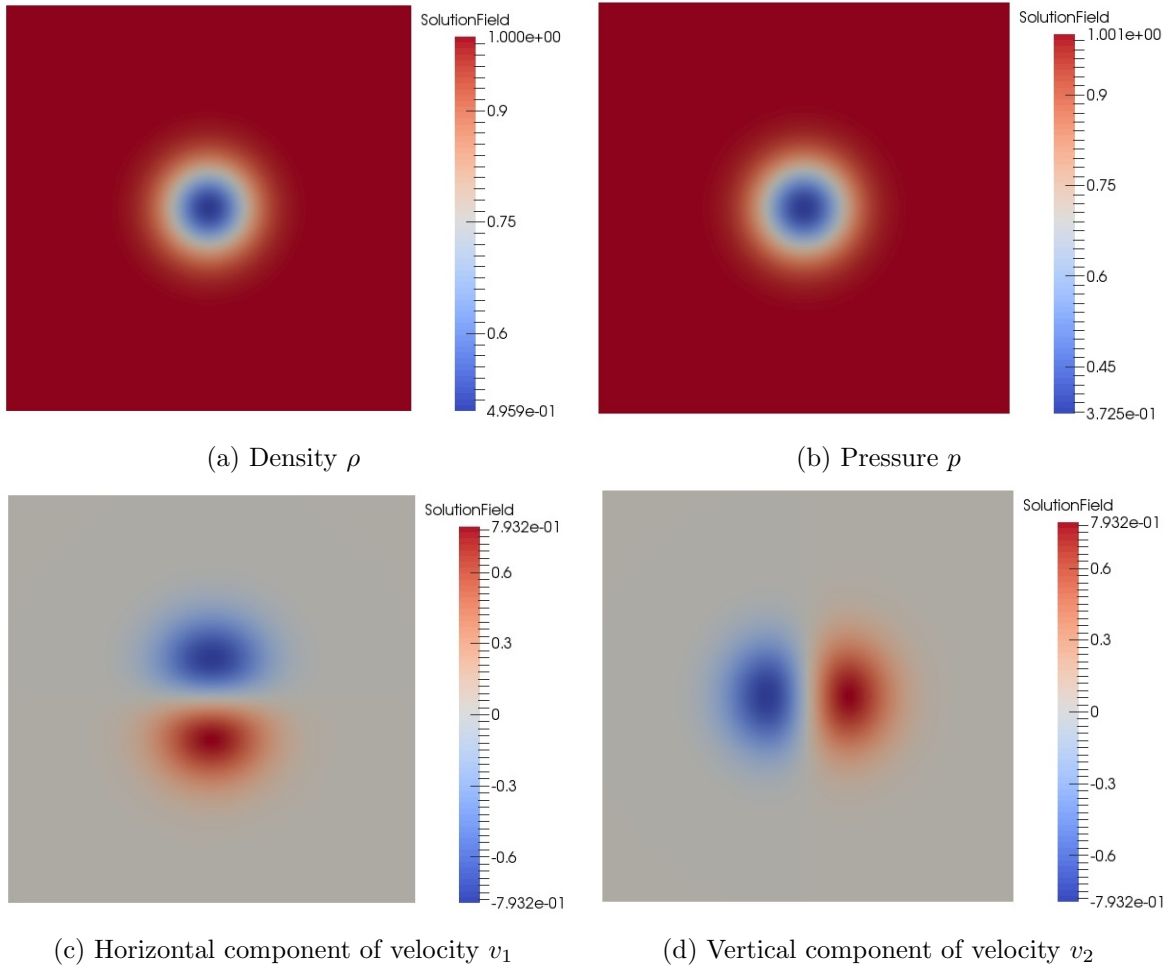 SolutionField
1.000e+00
0.9
0.75
0.6
4.959e-01
(a) Density ρ
SolutionField
1.001e+00
0.9
0.75
0.6
0.45
3.725e-01
(b) Pressure p
SolutionField
7.932e-01
0.6
0.3
0
-0.3
-0.6
-7.932e-01
(c) Horizontal component of velocity v₁
SolutionField
7.932e-01
0.6
0.3
0
-0.3
-0.6
-7.932e-01
(d) Vertical component of velocity v₂